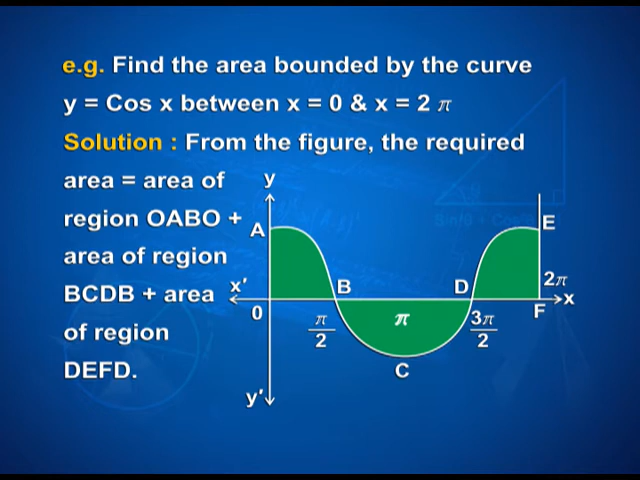 e.g. Find the area bounded by the curve
y = Cos x between x = 0 & x = 2 π
Solution : From the figure, the required
area = area of
region OABO +
area of region
BCDB + area
of region
DEFD.
y
A
E
x′
B
D
2π
x
0
π/2
π
3π/2
F
C
y′